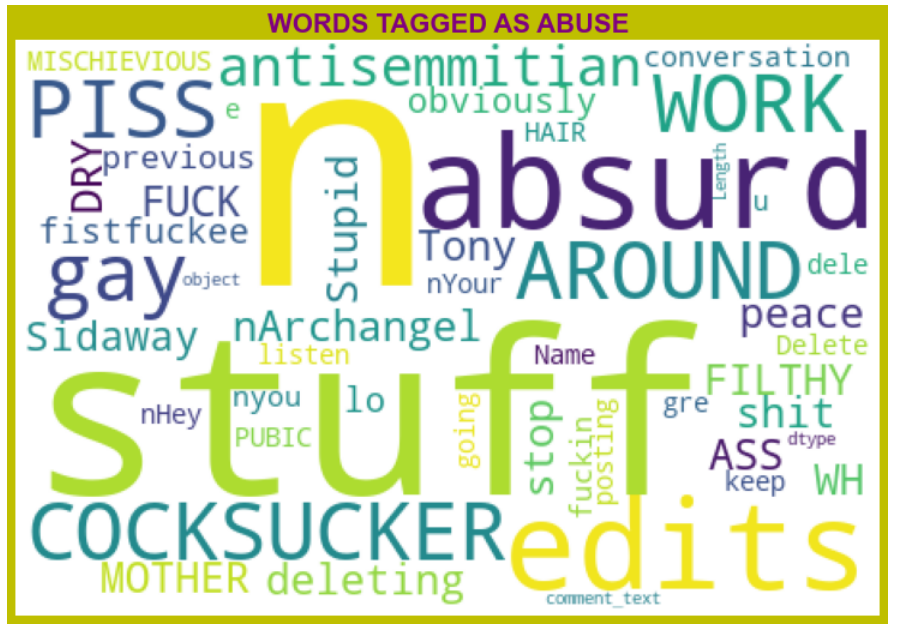 WORDS TAGGED AS ABUSE
MISCHIEVIOUS
antisemmitian
conversation
PISS
e
n
obviously
WORK
HAIR
DRY
previous
FUCK
Stupid
absurd
Length
u
fistfuckee
Tony
gay
object
nYour
AROUND
dele
Sidaway
nArchangel
peace
listen
Name
Delete
stuff
nHey
nyou
lo
going
stop
fuckin
posting
gre
FILTHY
shit
PUBIC
ASS
dtype
keep
WH
COCKSUCKER
edits
MOTHER
deleting
comment_text